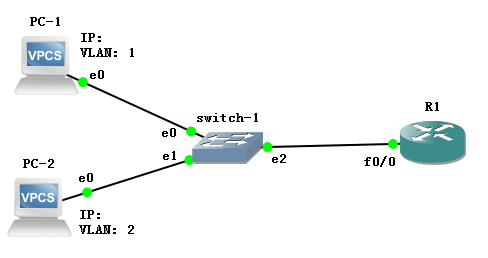 PC-1
VPCS
IP:
VLAN: 1
e0
switch-1
e0
R1
e1
e2
f0/0
PC-2
e0
VPCS
IP:
VLAN: 2